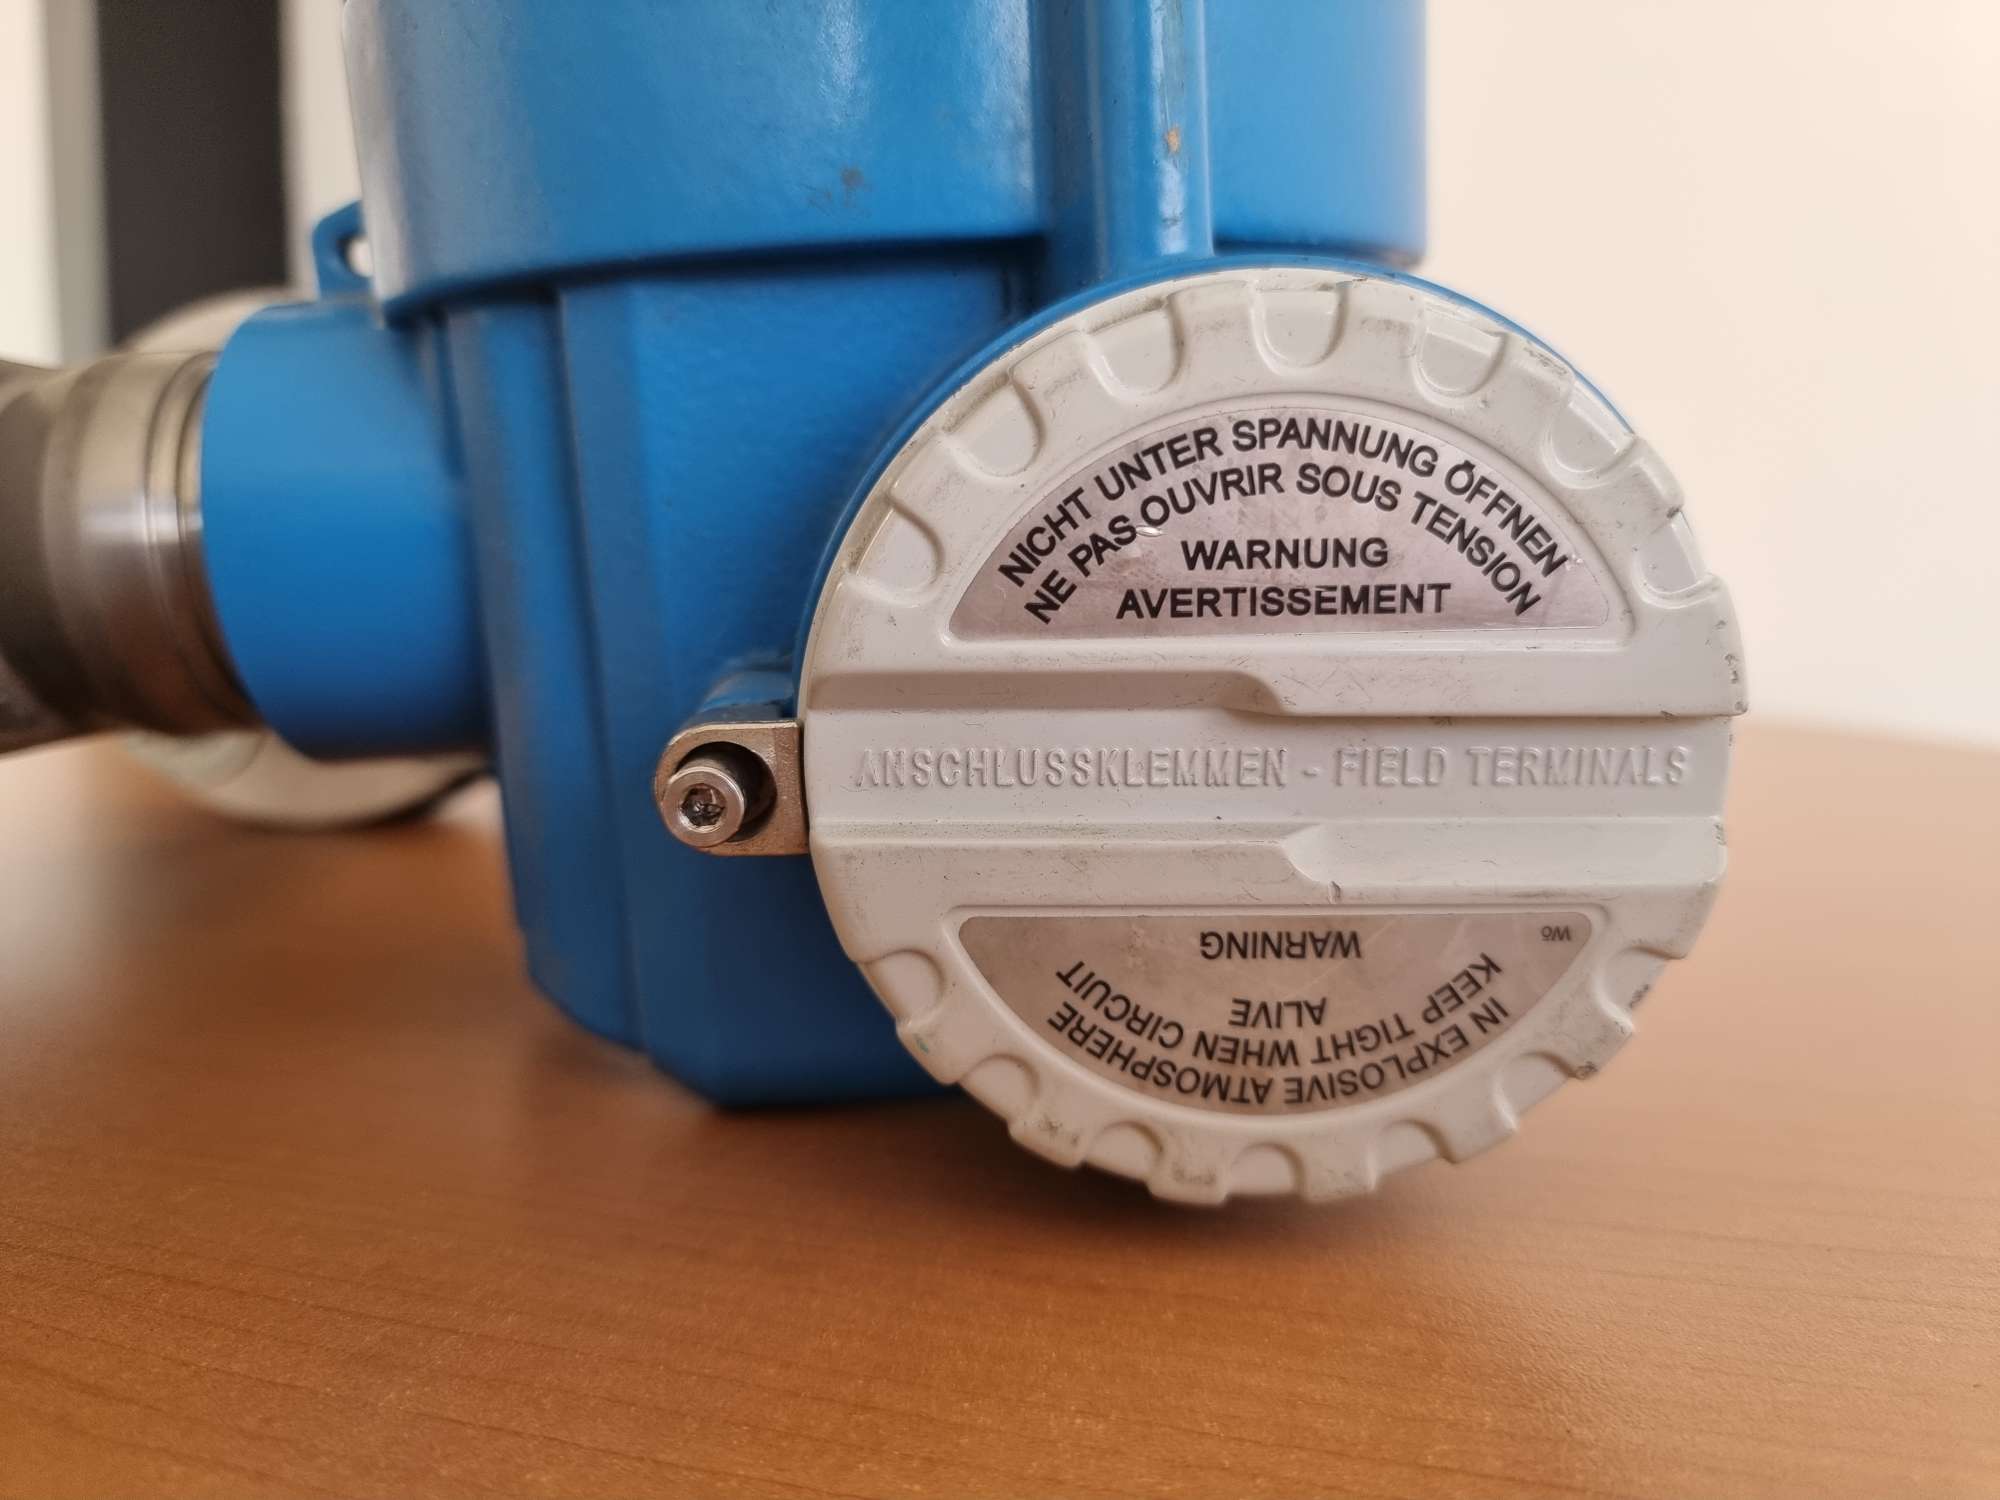 NICHT UNTER SPANNUNG ÖFFNEN
NE PAS OUVRIR SOUS TENSION
WARNUNG
AVERTISSEMENT
ANSCHLUSSKLEMMEN - FIELD TERMINALS
WARNING
KEEP TIGHT WHEN CIRCUIT
ALIVE
IN EXPLOSIVE ATMOSPHERE
Wö